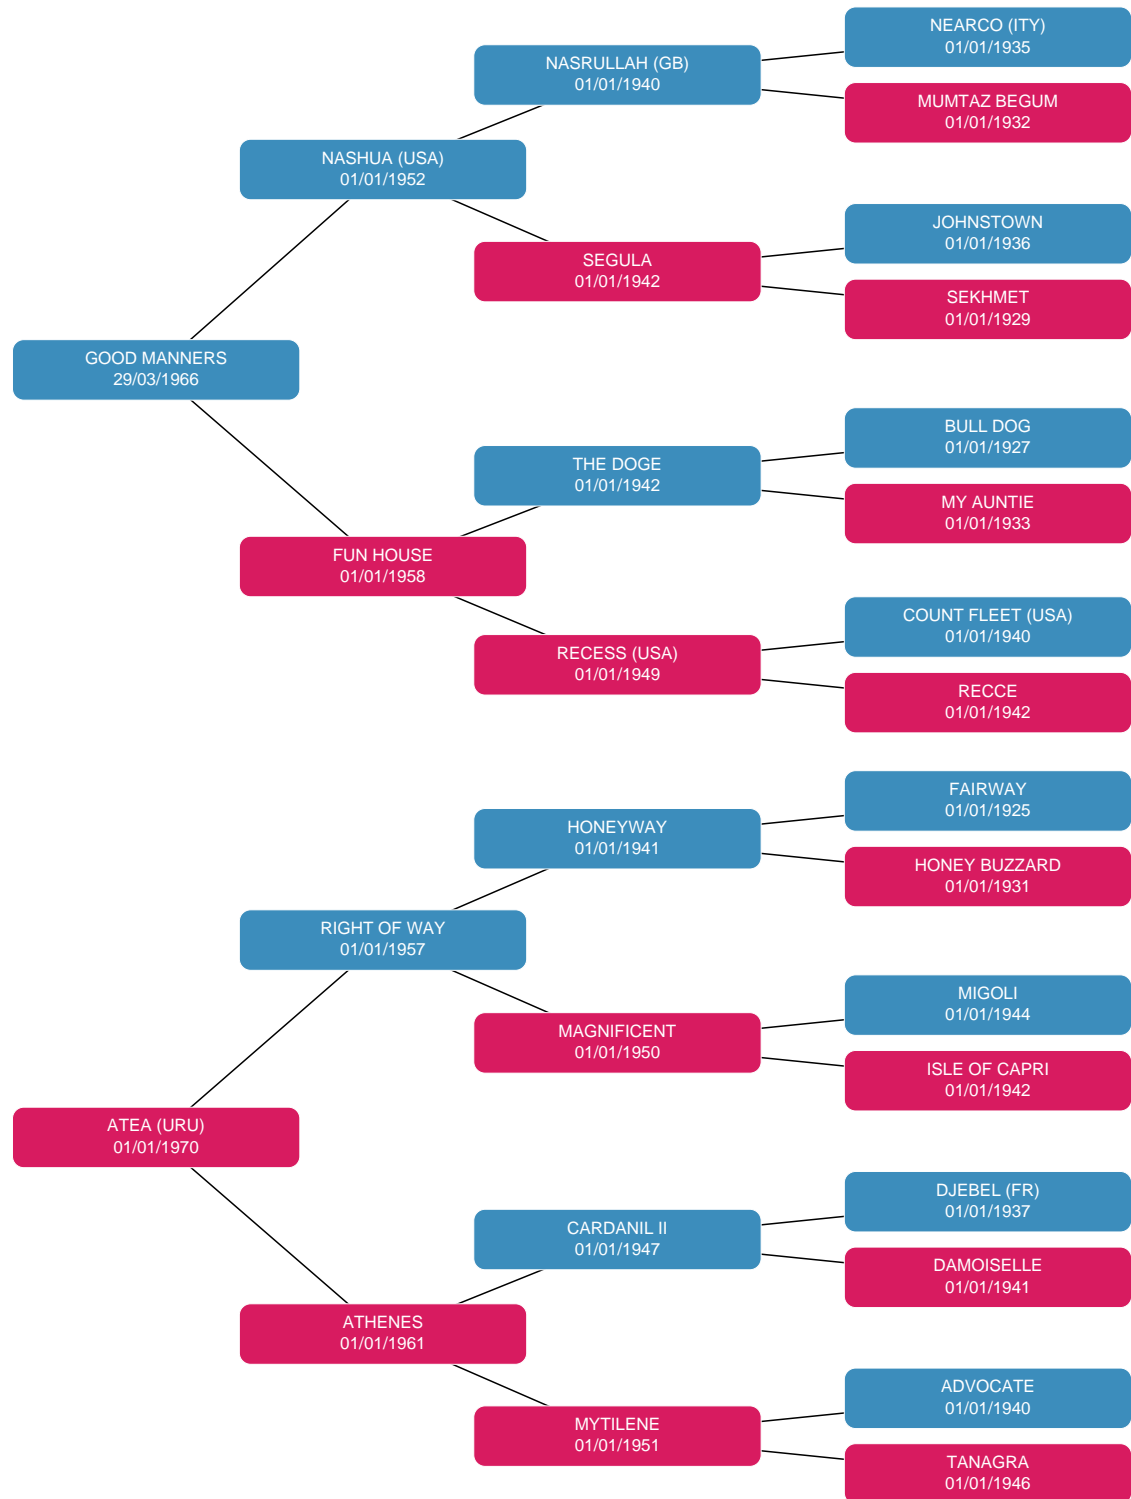 NEARCO (ITY)
01/01/1935
NASRULLAH (GB)
01/01/1940
MUMTAZ BEGUM
01/01/1932
NASHUA (USA)
01/01/1952
JOHNSTOWN
01/01/1936
SEGULA
01/01/1942
SEKHMET
01/01/1929
GOOD MANNERS
29/03/1966
BULL DOG
01/01/1927
THE DOGE
01/01/1942
MY AUNTIE
01/01/1933
FUN HOUSE
01/01/1958
COUNT FLEET (USA)
01/01/1940
RECESS (USA)
01/01/1949
RECCE
01/01/1942
FAIRWAY
01/01/1925
HONEYWAY
01/01/1941
HONEY BUZZARD
01/01/1931
RIGHT OF WAY
01/01/1957
MIGOLI
01/01/1944
MAGNIFICENT
01/01/1950
ISLE OF CAPRI
01/01/1942
ATEA (URU)
01/01/1970
DJEBEL (FR)
01/01/1937
CARDANIL II
01/01/1947
DAMOISELLE
01/01/1941
ATHENES
01/01/1961
ADVOCATE
01/01/1940
MYTILENE
01/01/1951
TANAGRA
01/01/1946